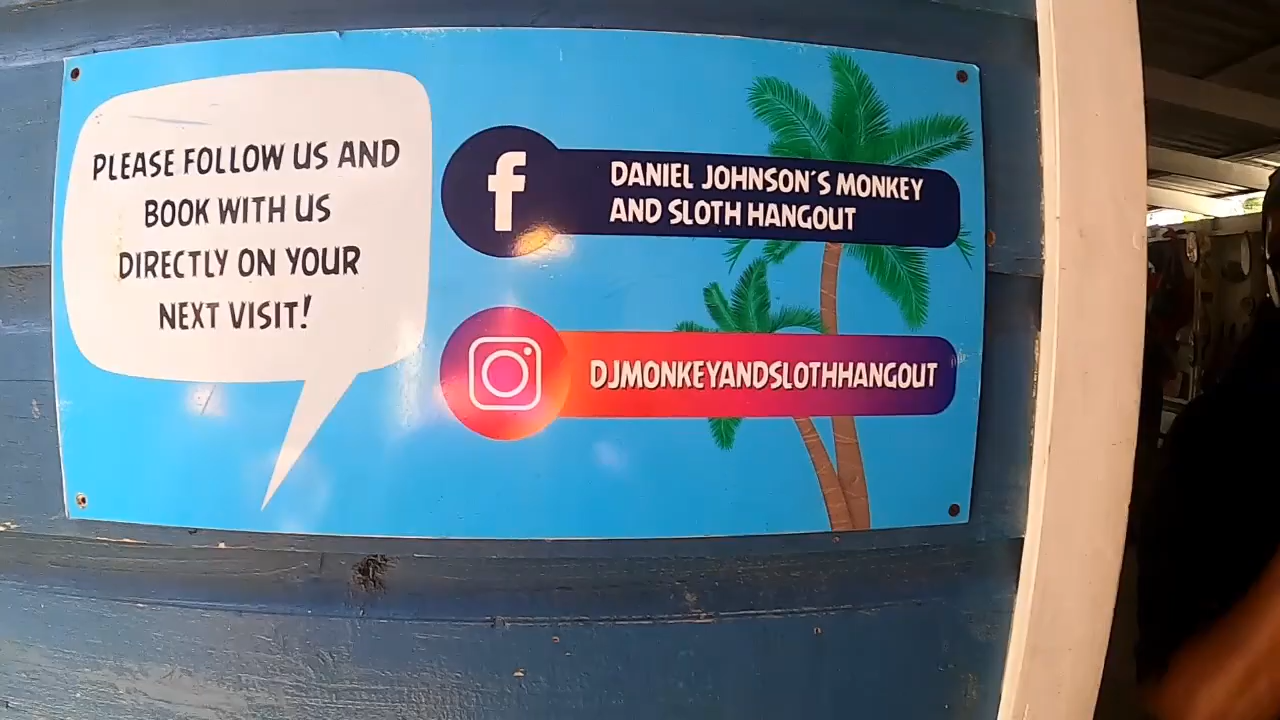 PLEASE FOLLOW US AND
BOOK WITH US
DIRECTLY ON YOUR
NEXT VISIT!
f
DANIEL JOHNSON'S MONKEY
AND SLOTH HANGOUT
DJMONKEYANDSLOTHHANGOUT